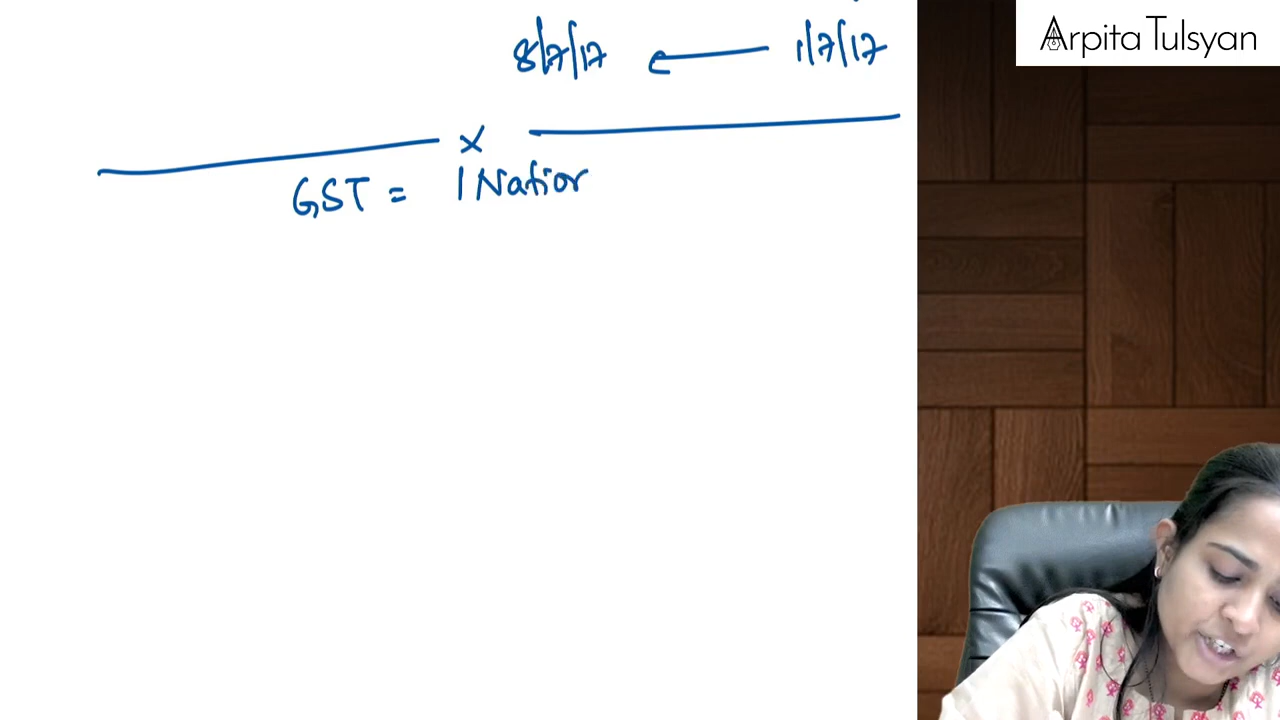 Arpita Tulsyan
8/7/17 ← 1/7/17
x
GST = 1 Nation